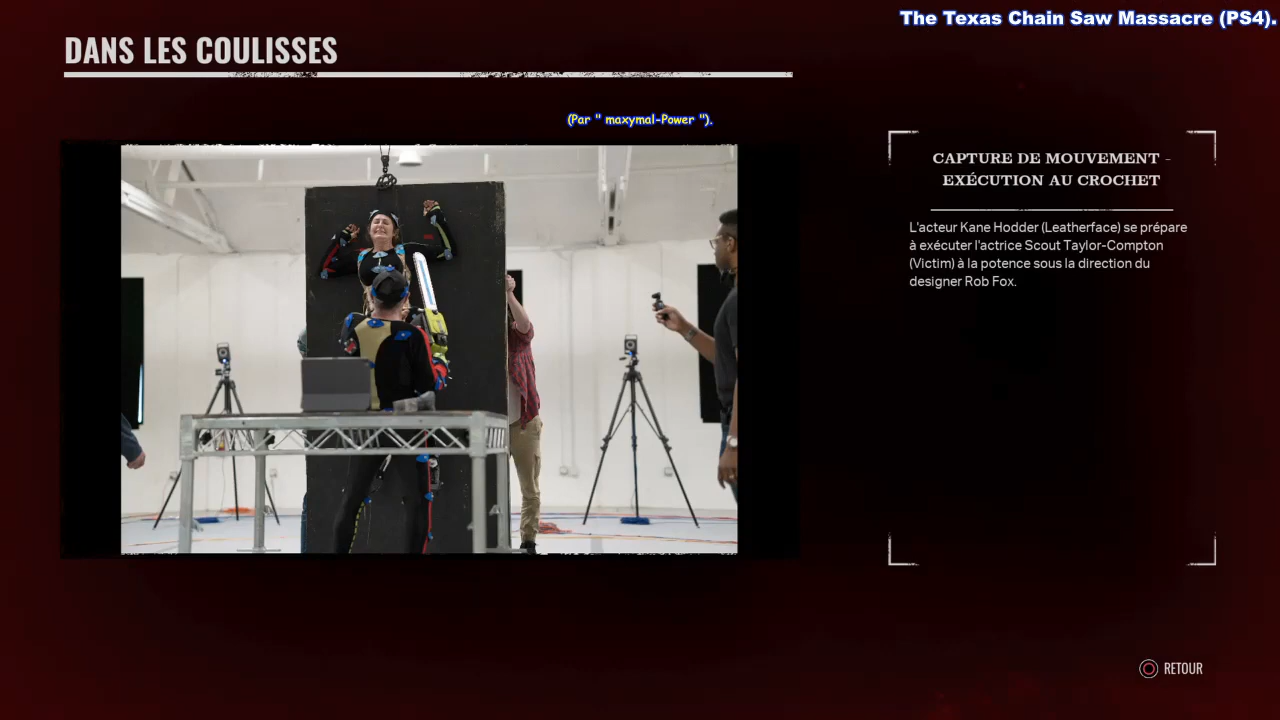 The Texas Chain Saw Massacre (PS4).
DANS LES COULISSES
(Par " maxymal-Power ").
CAPTURE DE MOUVEMENT -
EXÉCUTION AU CROCHET
L'acteur Kane Hodder (Leatherface) se prépare
à exécuter l'actrice Scout Taylor-Compton
(Victim) à la potence sous la direction du
designer Rob Fox.
RETOUR